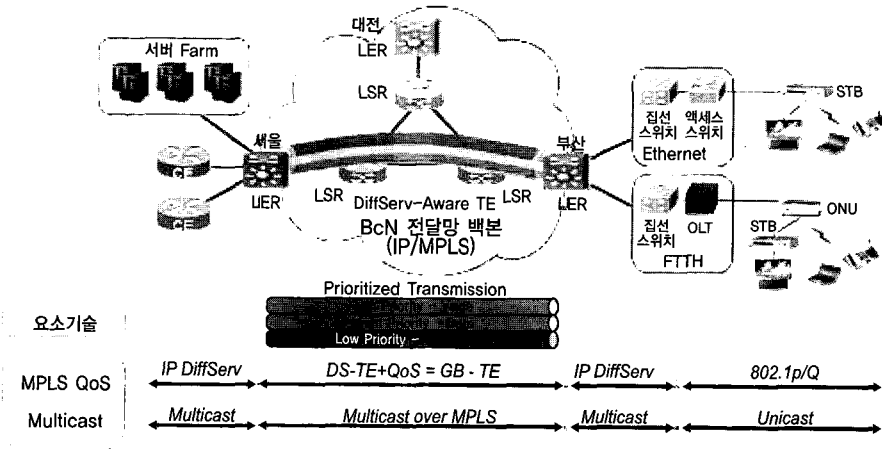 서버 Farm
대전
LER
LSR
서울
LER
CE
CE
LSR
DiffServ-Aware TE
LSR
BcN 전달망 백본
(IP/MPLS)
부산
LER
집선
스위치
액세스
스위치
Ethernet
STB
집선
스위치
OLT
FTTH
ONU
STB
Prioritized Transmission
Low Priority -
요소기술
MPLS QoS
IP DiffServ
DS-TE+QoS = GB - TE
IP DiffServ
802.1p/Q
Multicast
Multicast
Multicast over MPLS
Multicast
Unicast